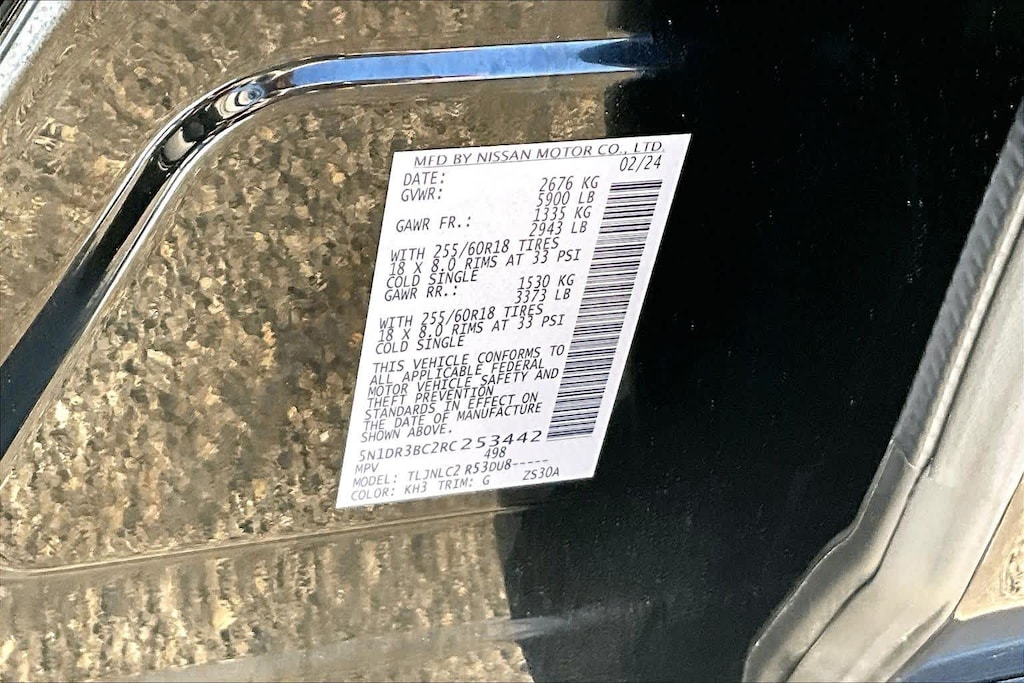 MFD BY NISSAN MOTOR CO., LTD.
DATE: 02/24
GVWR: 2676 KG
5900 LB
GAWR FR.: 1335 KG
2943 LB
WITH 255/60R18 TIRES
18 X 8.0 RIMS AT 33 PSI
COLD SINGLE
GAWR RR.: 1530 KG
3373 LB
WITH 255/60R18 TIRES
18 X 8.0 RIMS AT 33 PSI
COLD SINGLE
THIS VEHICLE CONFORMS TO
ALL APPLICABLE FEDERAL
MOTOR VEHICLE SAFETY AND
THEFT PREVENTION
STANDARDS IN EFFECT ON
THE DATE OF MANUFACTURE
SHOWN ABOVE.
5N1DR3BC2RC253442
MPV 498
MODEL: TLJNLC2 R53DU8-----
COLOR: KH3 TRIM: G ZS30A